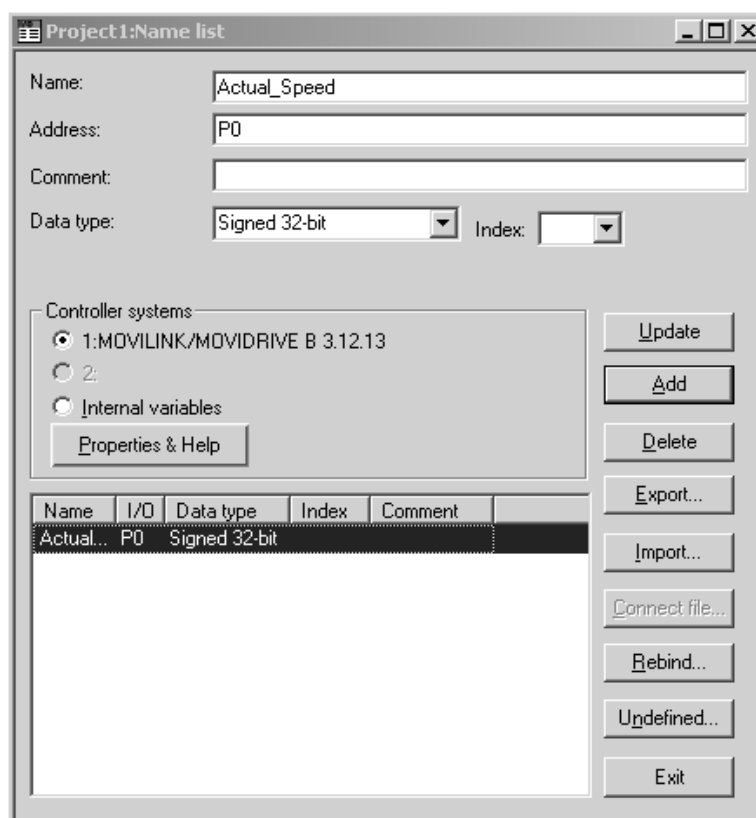 Project1:Name list
Name: Actual_Speed
Address: P0
Comment:
Data type: Signed 32-bit Index:
Controller systems
1:MOVILINK/MOVIDRIVE B 3.12.13
2:
Internal variables
Properties & Help
Update
Add
Delete
Export...
Import...
Connect file...
Rebind...
Undefined...
Exit
Name I/O Data type Index Comment
Actual... P0 Signed 32-bit